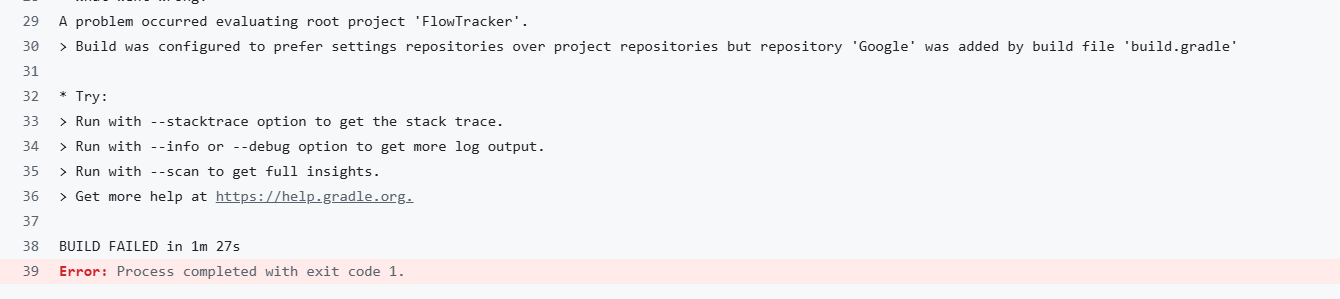 29 A problem occurred evaluating root project 'FlowTracker'.
30 > Build was configured to prefer settings repositories over project repositories but repository 'Google' was added by build file 'build.gradle'
31
32 * Try:
33 > Run with --stacktrace option to get the stack trace.
34 > Run with --info or --debug option to get more log output.
35 > Run with --scan to get full insights.
36 > Get more help at https://help.gradle.org.
37
38 BUILD FAILED in 1m 27s
39 Error: Process completed with exit code 1.